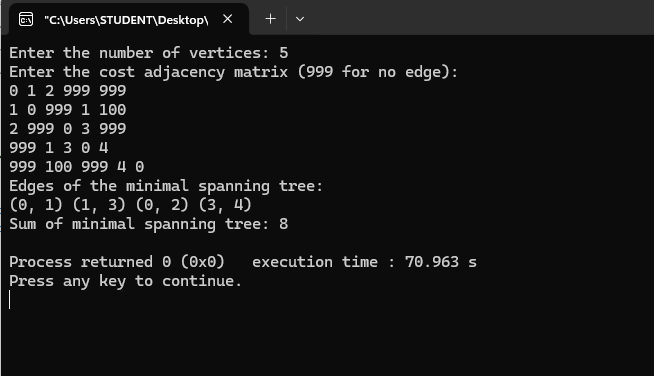 "C:\Users\STUDENT\Desktop\
Enter the number of vertices: 5
Enter the cost adjacency matrix (999 for no edge):
0 1 2 999 999
1 0 999 1 100
2 999 0 3 999
999 1 3 0 4
999 100 999 4 0
Edges of the minimal spanning tree:
(0, 1) (1, 3) (0, 2) (3, 4)
Sum of minimal spanning tree: 8
Process returned 0 (0x0)   execution time : 70.963 s
Press any key to continue.